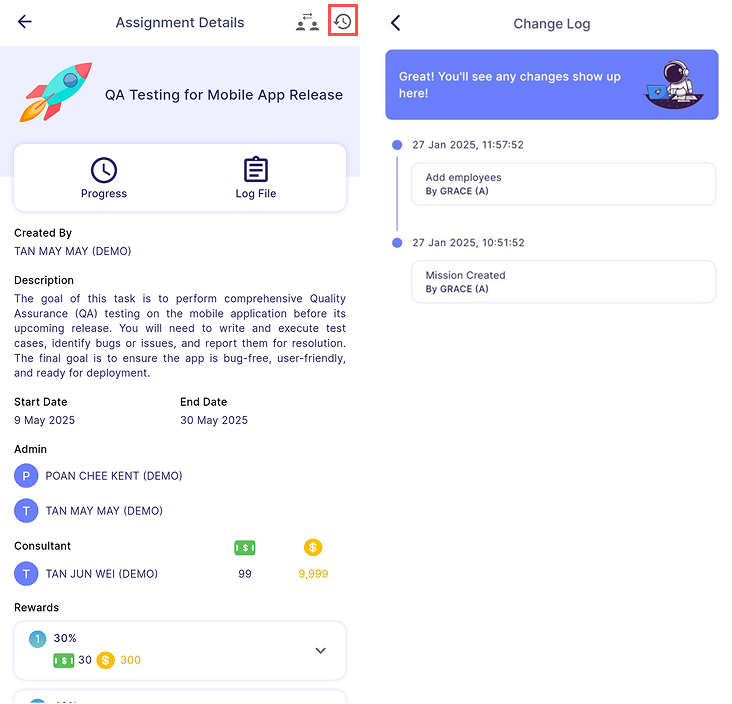 Assignment Details
QA Testing for Mobile App Release
Progress
Log File
Created By
TAN MAY MAY (DEMO)
Description
The goal of this task is to perform comprehensive Quality
Assurance (QA) testing on the mobile application before its
upcoming release. You will need to write and execute test
cases, identify bugs or issues, and report them for resolution.
The final goal is to ensure the app is bug-free, user-friendly,
and ready for deployment.
Start Date End Date
9 May 2025 30 May 2025
Admin
P POAN CHEE KENT (DEMO)
T TAN MAY MAY (DEMO)
Consultant
T TAN JUN WEI (DEMO) 99 9,999
Rewards
1 30%
30 300
Change Log
Great! You'll see any changes show up
here!
27 Jan 2025, 11:57:52
Add employees
By GRACE (A)
27 Jan 2025, 10:51:52
Mission Created
By GRACE (A)